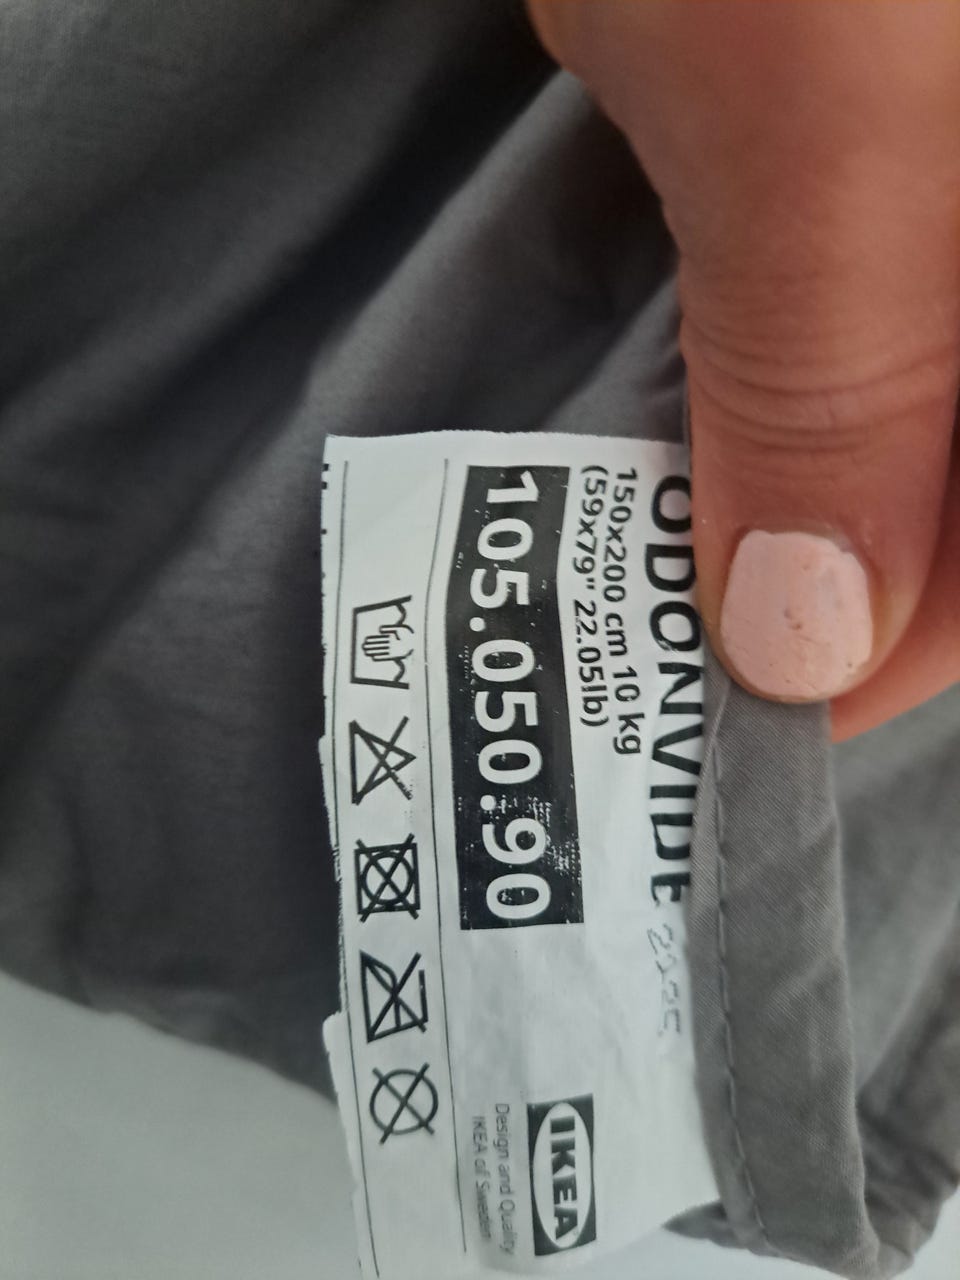 ODONVIDE
150x200 cm 10 kg
(59x79" 22.05lb)
105.050.90
IKEA
Design and Quality
IKEA of Sweden